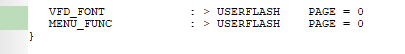 VFD_FONT : > USERFLASH PAGE = 0
MENU_FUNC : > USERFLASH PAGE = 0
}